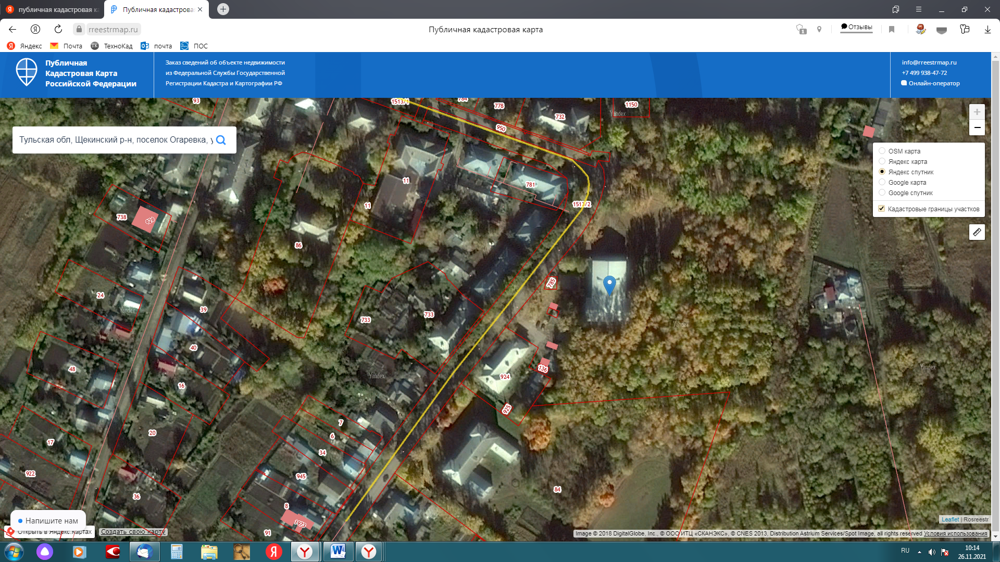 публичная кадастровая к
Публичная кадастрова
rreestrmap.ru
Публичная кадастровая карта
1
Отзывы
Яндекс
Почта
ТехноКад
почта
ПОС
Публичная
Кадастровая Карта
Российской Федерации
Заказ сведений об объекте недвижимости
из Федеральной Службы Государственной
Регистрации Кадастра и Картографии РФ
info@rreestrmap.ru
+7 499 938-47-72
Онлайн-оператор
Тульская обл, Щекинский р-н, поселок Огаревка, у
OSM карта
Яндекс карта
Яндекс спутник
Google карта
Google спутник
Кадастровые границы участков
93
1513/1
784
778
732
1150
Yandex
950
11
781
11
1513/2
738
926
86
785
24
Yandex
39
733
733
Yandex
40
48
16
Yandex
924
136
Yandex
925
20
7
6
34
17
922
945
36
84
8
1973
91
Напишите нам
Открыть в Яндекс.Картах
Создать свою карту
Leaflet | Rosreestr
Image © 2018 DigitalGlobe, Inc., © ООО ИТЦ «СКАНЭКС», © CNES 2013, Distribution Astrium Services/Spot Image, all rights reserved Условия использования
RU
10:14
26.11.2021